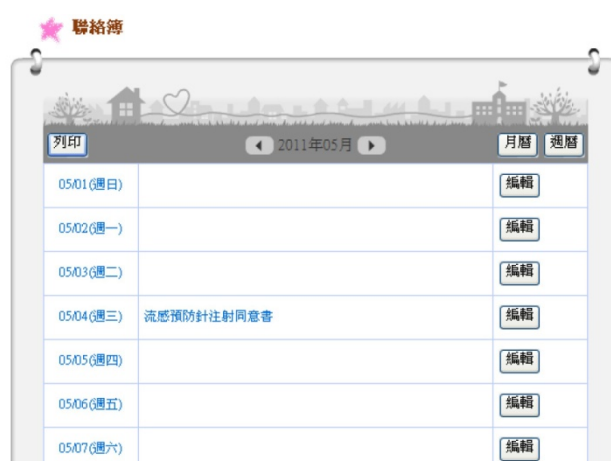 聯絡簿
列印 2011年05月 月曆 週曆
05/01(週日) 編輯
05/02(週一) 編輯
05/03(週二) 編輯
05/04(週三) 流感預防針注射同意書 編輯
05/05(週四) 編輯
05/06(週五) 編輯
05/07(週六) 編輯